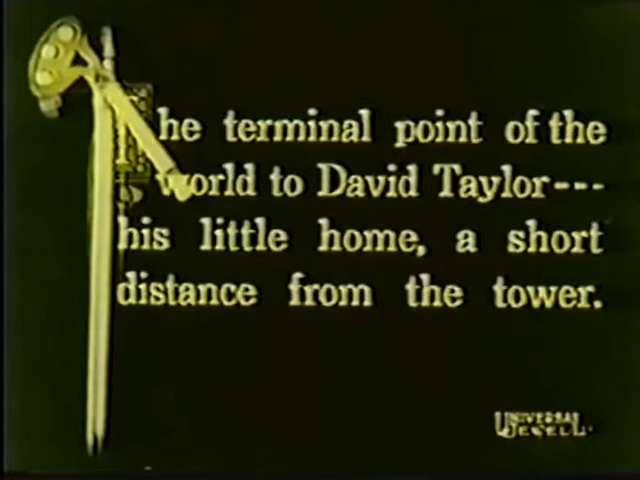 The terminal point of the
world to David Taylor---
his little home, a short
distance from the tower.
UNIVERSAL
JEWEL.